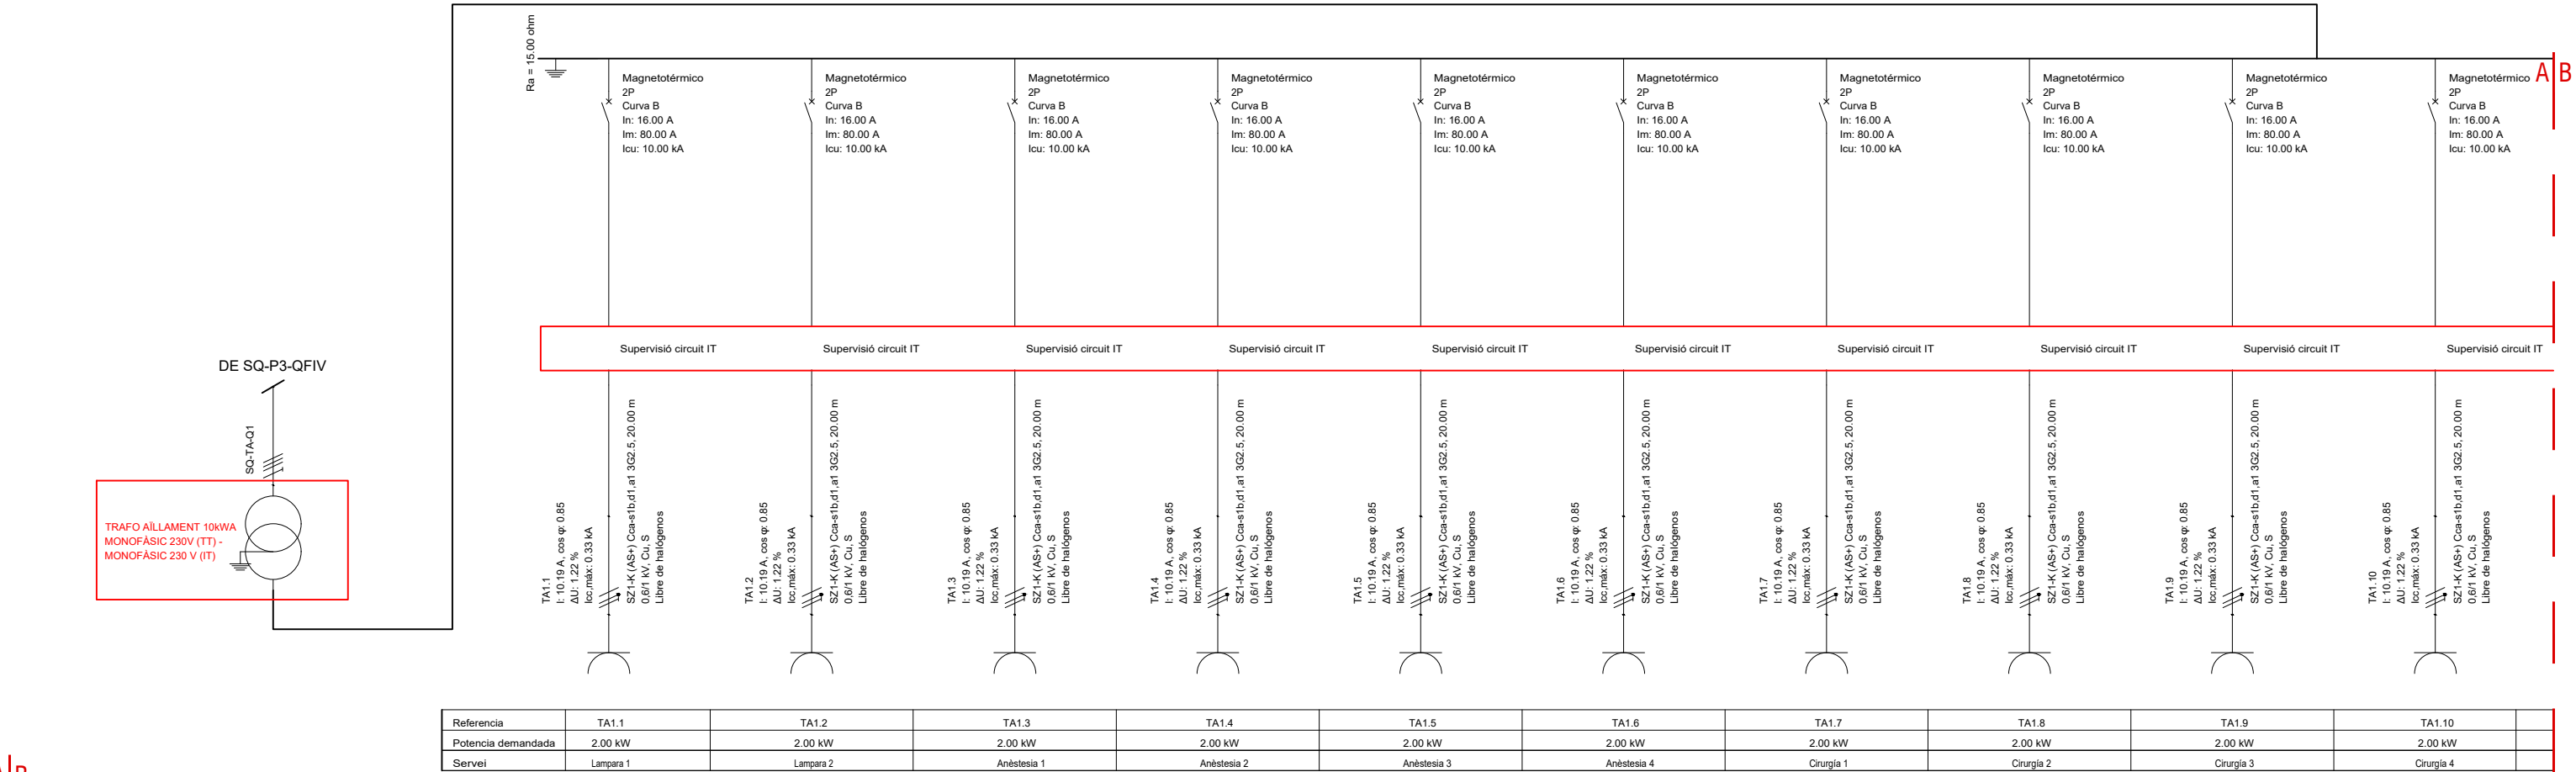 Ra = 15.00 ohm
Magnetotérmico
2P
Curva B
In: 16.00 A
Im: 80.00 A
Icu: 10.00 kA
Magnetotérmico
2P
Curva B
In: 16.00 A
Im: 80.00 A
Icu: 10.00 kA
Magnetotérmico
2P
Curva B
In: 16.00 A
Im: 80.00 A
Icu: 10.00 kA
Magnetotérmico
2P
Curva B
In: 16.00 A
Im: 80.00 A
Icu: 10.00 kA
Magnetotérmico
2P
Curva B
In: 16.00 A
Im: 80.00 A
Icu: 10.00 kA
Magnetotérmico
2P
Curva B
In: 16.00 A
Im: 80.00 A
Icu: 10.00 kA
Magnetotérmico
2P
Curva B
In: 16.00 A
Im: 80.00 A
Icu: 10.00 kA
Magnetotérmico
2P
Curva B
In: 16.00 A
Im: 80.00 A
Icu: 10.00 kA
Magnetotérmico
2P
Curva B
In: 16.00 A
Im: 80.00 A
Icu: 10.00 kA
Magnetotérmico
2P
Curva B
In: 16.00 A
Im: 80.00 A
Icu: 10.00 kA
A B
Supervisió circuit IT Supervisió circuit IT Supervisió circuit IT Supervisió circuit IT Supervisió circuit IT Supervisió circuit IT Supervisió circuit IT Supervisió circuit IT Supervisió circuit IT Supervisió circuit IT
DE SQ-P3-QFIV
SQ-TA-Q1
TRAFO AÏLLAMENT 10kWA
MONOFÀSIC 230V (TT) -
MONOFÀSIC 230 V (IT)
TA1.1
I: 10.19 A, cos φ: 0.85
ΔU: 1.22 %
Icc,máx: 0.33 kA
SZ1-K (AS+) Cca-s1b,d1,a1 3G2.5, 20.00 m
0,6/1 kV, Cu, S
Libre de halógenos
TA1.2
I: 10.19 A, cos φ: 0.85
ΔU: 1.22 %
Icc,máx: 0.33 kA
SZ1-K (AS+) Cca-s1b,d1,a1 3G2.5, 20.00 m
0,6/1 kV, Cu, S
Libre de halógenos
TA1.3
I: 10.19 A, cos φ: 0.85
ΔU: 1.22 %
Icc,máx: 0.33 kA
SZ1-K (AS+) Cca-s1b,d1,a1 3G2.5, 20.00 m
0,6/1 kV, Cu, S
Libre de halógenos
TA1.4
I: 10.19 A, cos φ: 0.85
ΔU: 1.22 %
Icc,máx: 0.33 kA
SZ1-K (AS+) Cca-s1b,d1,a1 3G2.5, 20.00 m
0,6/1 kV, Cu, S
Libre de halógenos
TA1.5
I: 10.19 A, cos φ: 0.85
ΔU: 1.22 %
Icc,máx: 0.33 kA
SZ1-K (AS+) Cca-s1b,d1,a1 3G2.5, 20.00 m
0,6/1 kV, Cu, S
Libre de halógenos
TA1.6
I: 10.19 A, cos φ: 0.85
ΔU: 1.22 %
Icc,máx: 0.33 kA
SZ1-K (AS+) Cca-s1b,d1,a1 3G2.5, 20.00 m
0,6/1 kV, Cu, S
Libre de halógenos
TA1.7
I: 10.19 A, cos φ: 0.85
ΔU: 1.22 %
Icc,máx: 0.33 kA
SZ1-K (AS+) Cca-s1b,d1,a1 3G2.5, 20.00 m
0,6/1 kV, Cu, S
Libre de halógenos
TA1.8
I: 10.19 A, cos φ: 0.85
ΔU: 1.22 %
Icc,máx: 0.33 kA
SZ1-K (AS+) Cca-s1b,d1,a1 3G2.5, 20.00 m
0,6/1 kV, Cu, S
Libre de halógenos
TA1.9
I: 10.19 A, cos φ: 0.85
ΔU: 1.22 %
Icc,máx: 0.33 kA
SZ1-K (AS+) Cca-s1b,d1,a1 3G2.5, 20.00 m
0,6/1 kV, Cu, S
Libre de halógenos
TA1.10
I: 10.19 A, cos φ: 0.85
ΔU: 1.22 %
Icc,máx: 0.33 kA
SZ1-K (AS+) Cca-s1b,d1,a1 3G2.5, 20.00 m
0,6/1 kV, Cu, S
Libre de halógenos
Referencia TA1.1 TA1.2 TA1.3 TA1.4 TA1.5 TA1.6 TA1.7 TA1.8 TA1.9 TA1.10
Potencia demandada 2.00 kW 2.00 kW 2.00 kW 2.00 kW 2.00 kW 2.00 kW 2.00 kW 2.00 kW 2.00 kW 2.00 kW
Servei Lampara 1 Lampara 2 Anèstesia 1 Anèstesia 2 Anèstesia 3 Anèstesia 4 Cirurgía 1 Cirurgía 2 Cirurgía 3 Cirurgía 4